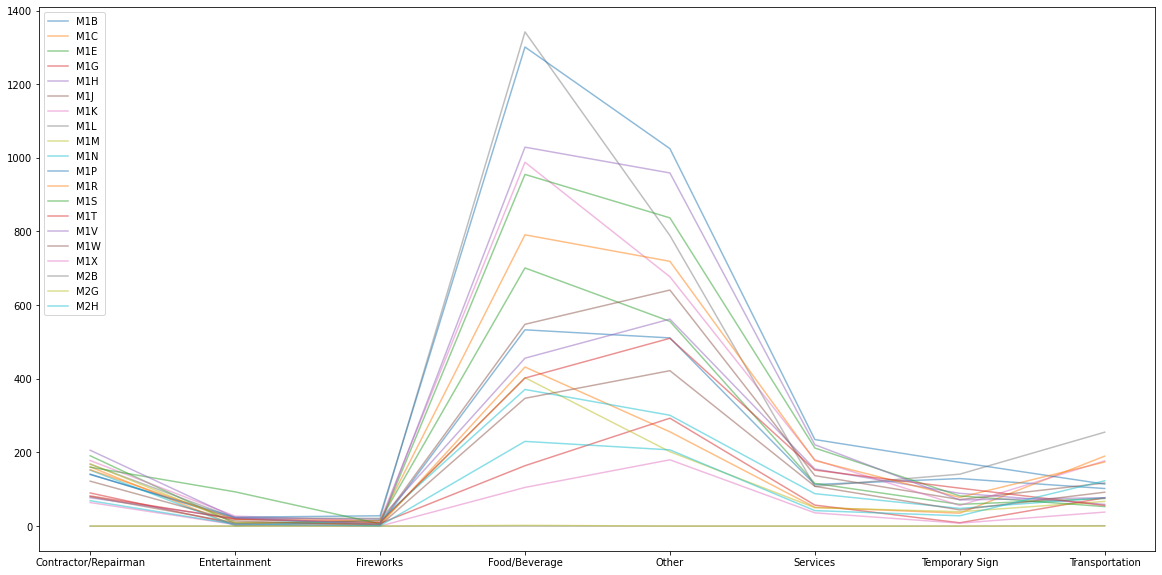 1400
1200
1000
800
600
400
200
0
M1B
M1C
M1E
M1G
M1H
M1J
M1K
M1L
M1M
M1N
M1P
M1R
M1S
M1T
M1V
M1W
M1X
M2B
M2G
M2H
Contractor/Repairman Entertainment Fireworks Food/Beverage Other Services Temporary Sign Transportation